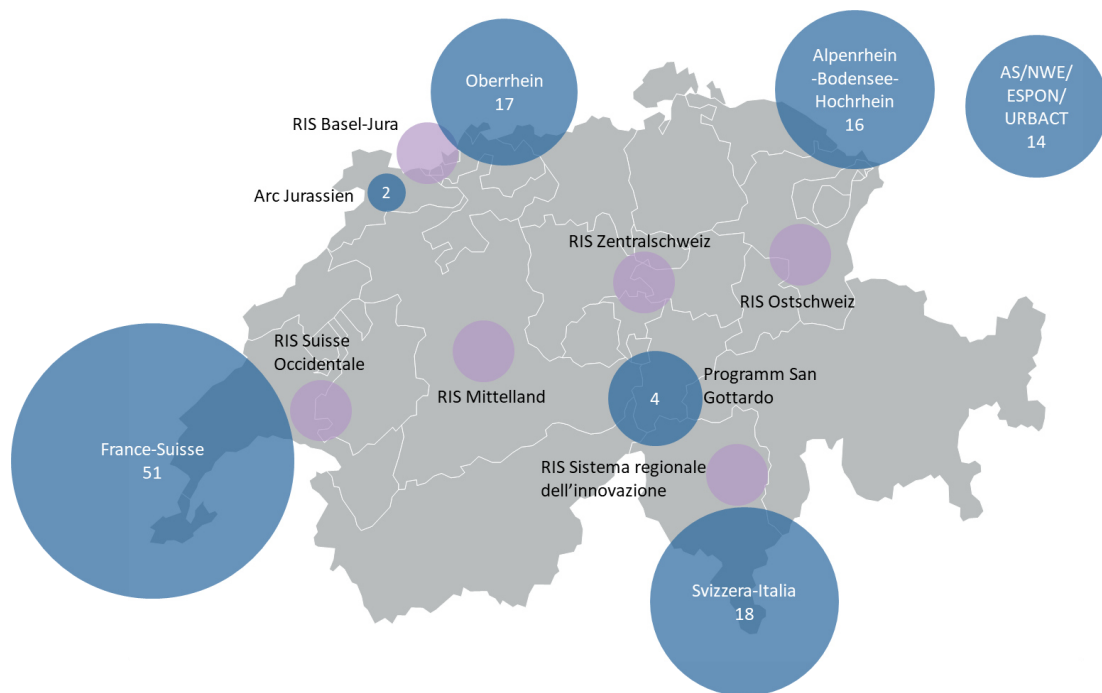 Oberrhein
17
Alpenrhein
-Bodensee-
Hochrhein
16
AS/NWE/
ESPON/
URBACT
14
RIS Basel-Jura
Arc Jurassien
2
RIS Zentralschweiz
RIS Ostschweiz
RIS Suisse
Occidentale
RIS Mittelland
4
Programm San
Gottardo
France-Suisse
51
RIS Sistema regionale
dell’innovazione
Svizzera-Italia
18